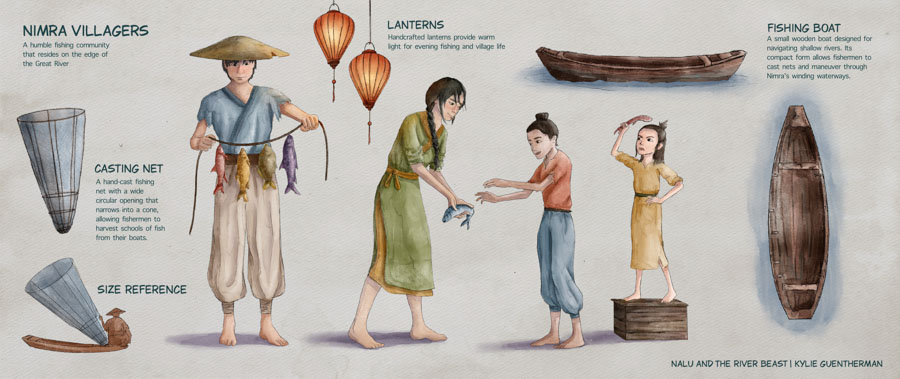 NIMRA VILLAGERS
A humble fishing community
that resides on the edge of
the Great River
LANTERNS
Handcrafted lanterns provide warm
light for evening fishing and village life
FISHING BOAT
A small wooden boat designed for
navigating shallow rivers. Its
compact form allows fishermen to
cast nets and maneuver through
Nimra's winding waterways.
CASTING NET
A hand-cast fishing
net with a wide
circular opening that
narrows into a cone,
allowing fishermen to
harvest schools of fish
from their boats.
SIZE REFERENCE
NALU AND THE RIVER BEAST | KYLIE GUENTHERMAN